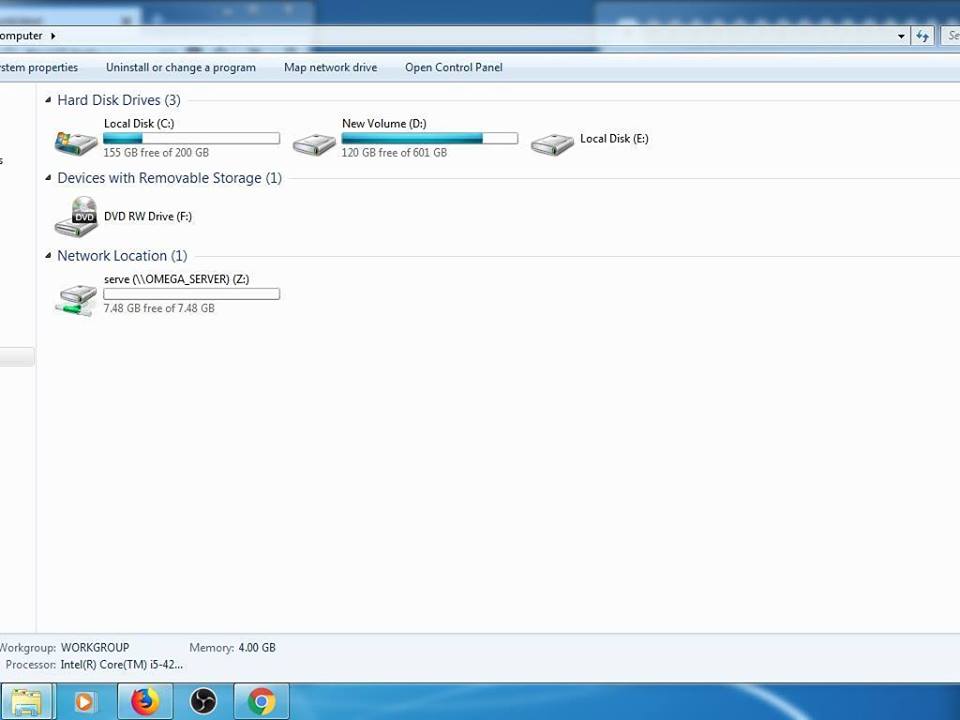 omputer
Se
stem properties Uninstall or change a program Map network drive Open Control Panel
Hard Disk Drives (3)
Local Disk (C:)
155 GB free of 200 GB
New Volume (D:)
120 GB free of 601 GB
Local Disk (E:)
s
Devices with Removable Storage (1)
DVD
DVD RW Drive (F:)
Network Location (1)
serve (\\OMEGA_SERVER) (Z:)
7.48 GB free of 7.48 GB
Workgroup: WORKGROUP Memory: 4.00 GB
Processor: Intel(R) Core(TM) i5-42...